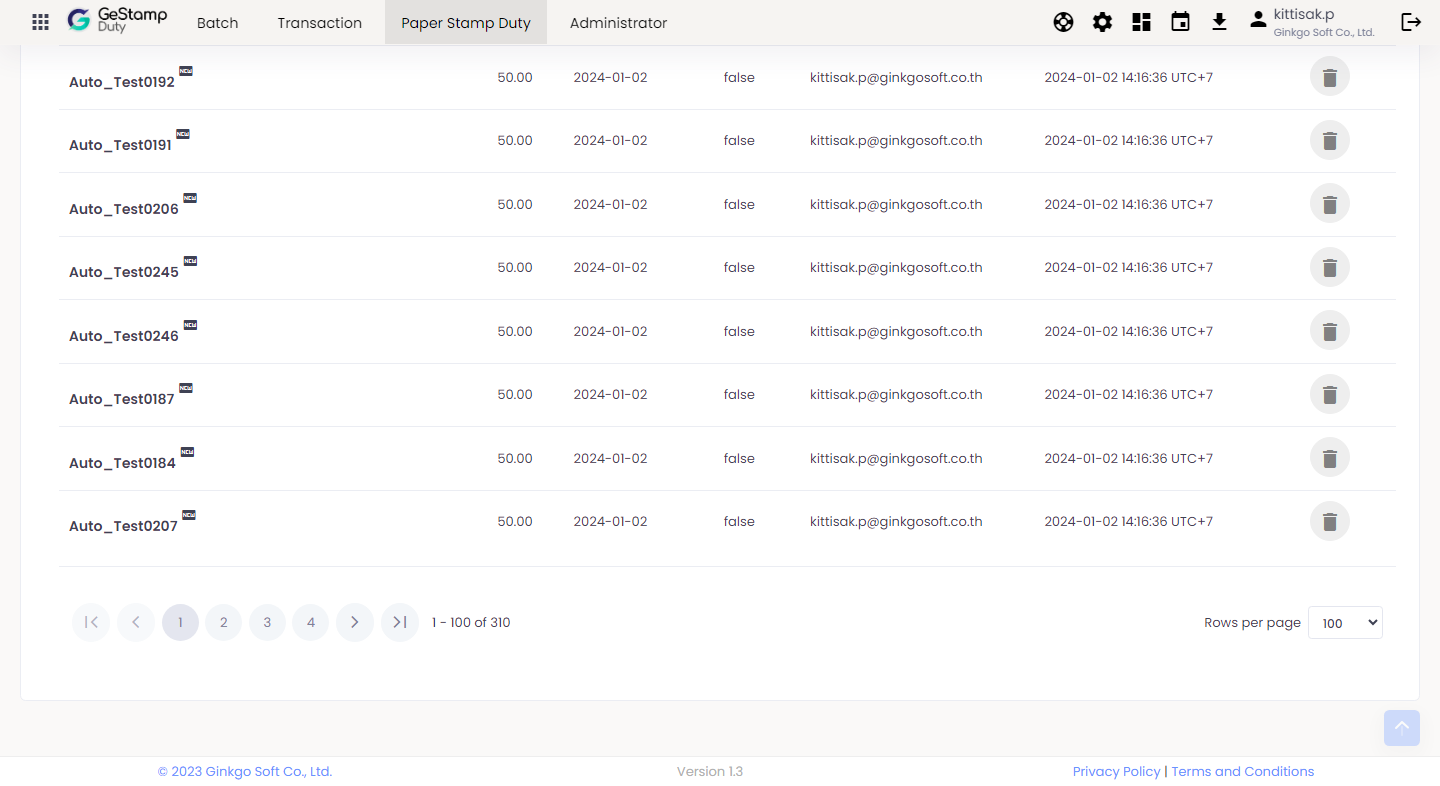 GeStamp
Duty
Batch
Transaction
Paper Stamp Duty
Administrator
kittisak.p
Ginkgo Soft Co., Ltd.
Auto_Test0192 NEW 50.00 2024-01-02 false kittisak.p@ginkgosoft.co.th 2024-01-02 14:16:36 UTC+7
Auto_Test0191 NEW 50.00 2024-01-02 false kittisak.p@ginkgosoft.co.th 2024-01-02 14:16:36 UTC+7
Auto_Test0206 NEW 50.00 2024-01-02 false kittisak.p@ginkgosoft.co.th 2024-01-02 14:16:36 UTC+7
Auto_Test0245 NEW 50.00 2024-01-02 false kittisak.p@ginkgosoft.co.th 2024-01-02 14:16:36 UTC+7
Auto_Test0246 NEW 50.00 2024-01-02 false kittisak.p@ginkgosoft.co.th 2024-01-02 14:16:36 UTC+7
Auto_Test0187 NEW 50.00 2024-01-02 false kittisak.p@ginkgosoft.co.th 2024-01-02 14:16:36 UTC+7
Auto_Test0184 NEW 50.00 2024-01-02 false kittisak.p@ginkgosoft.co.th 2024-01-02 14:16:36 UTC+7
Auto_Test0207 NEW 50.00 2024-01-02 false kittisak.p@ginkgosoft.co.th 2024-01-02 14:16:36 UTC+7
1 2 3 4 1 - 100 of 310 Rows per page 100
© 2023 Ginkgo Soft Co., Ltd. Version 1.3 Privacy Policy | Terms and Conditions